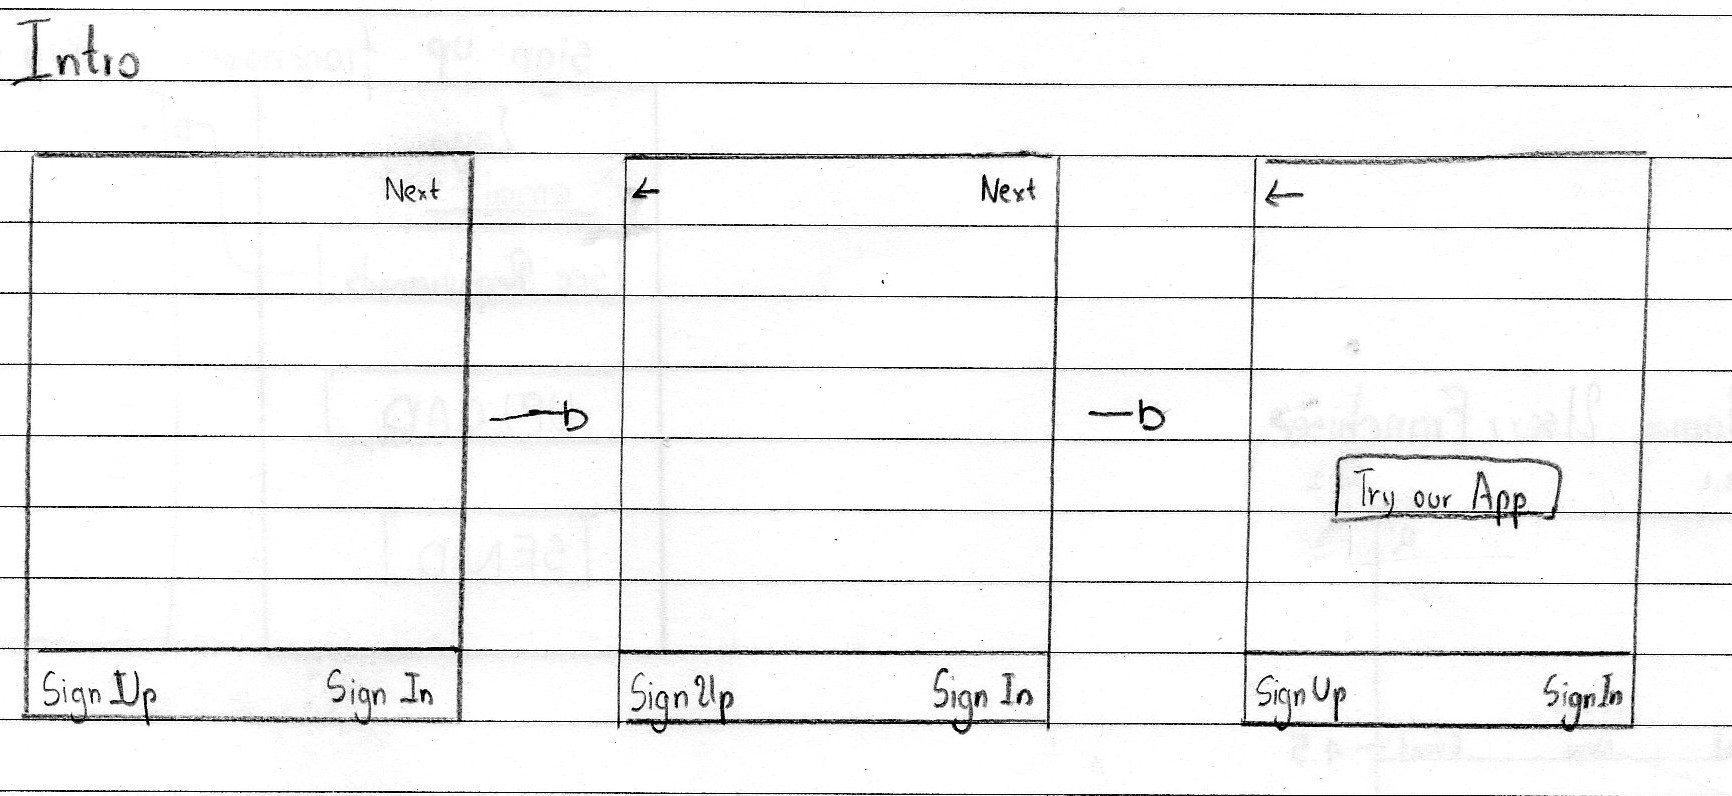 Intro
Next
← Next
←
Try our App
Sign Up Sign In
Sign Up Sign In
Sign Up Sign In